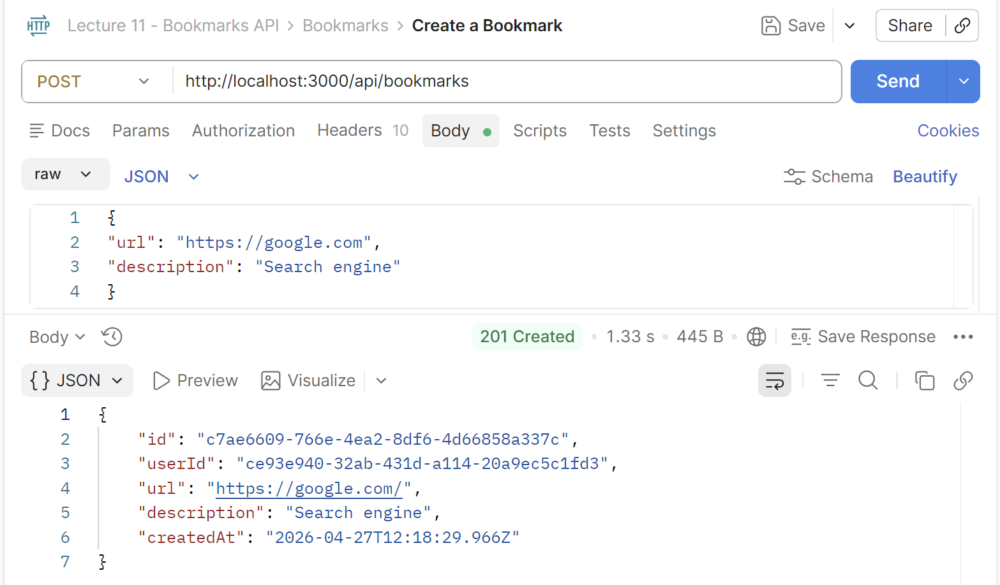 HTTP Lecture 11 - Bookmarks API > Bookmarks > Create a Bookmark Save Share
POST http://localhost:3000/api/bookmarks Send
Docs Params Authorization Headers 10 Body Scripts Tests Settings Cookies
raw JSON Schema Beautify
1 {
2 "url": "https://google.com",
3 "description": "Search engine"
4 }
Body 201 Created • 1.33 s • 445 B • e.g. Save Response
{} JSON Preview Visualize
1 {
2 "id": "c7ae6609-766e-4ea2-8df6-4d66858a337c",
3 "userId": "ce93e940-32ab-431d-a114-20a9ec5c1fd3",
4 "url": "https://google.com/",
5 "description": "Search engine",
6 "createdAt": "2026-04-27T12:18:29.966Z"
7 }